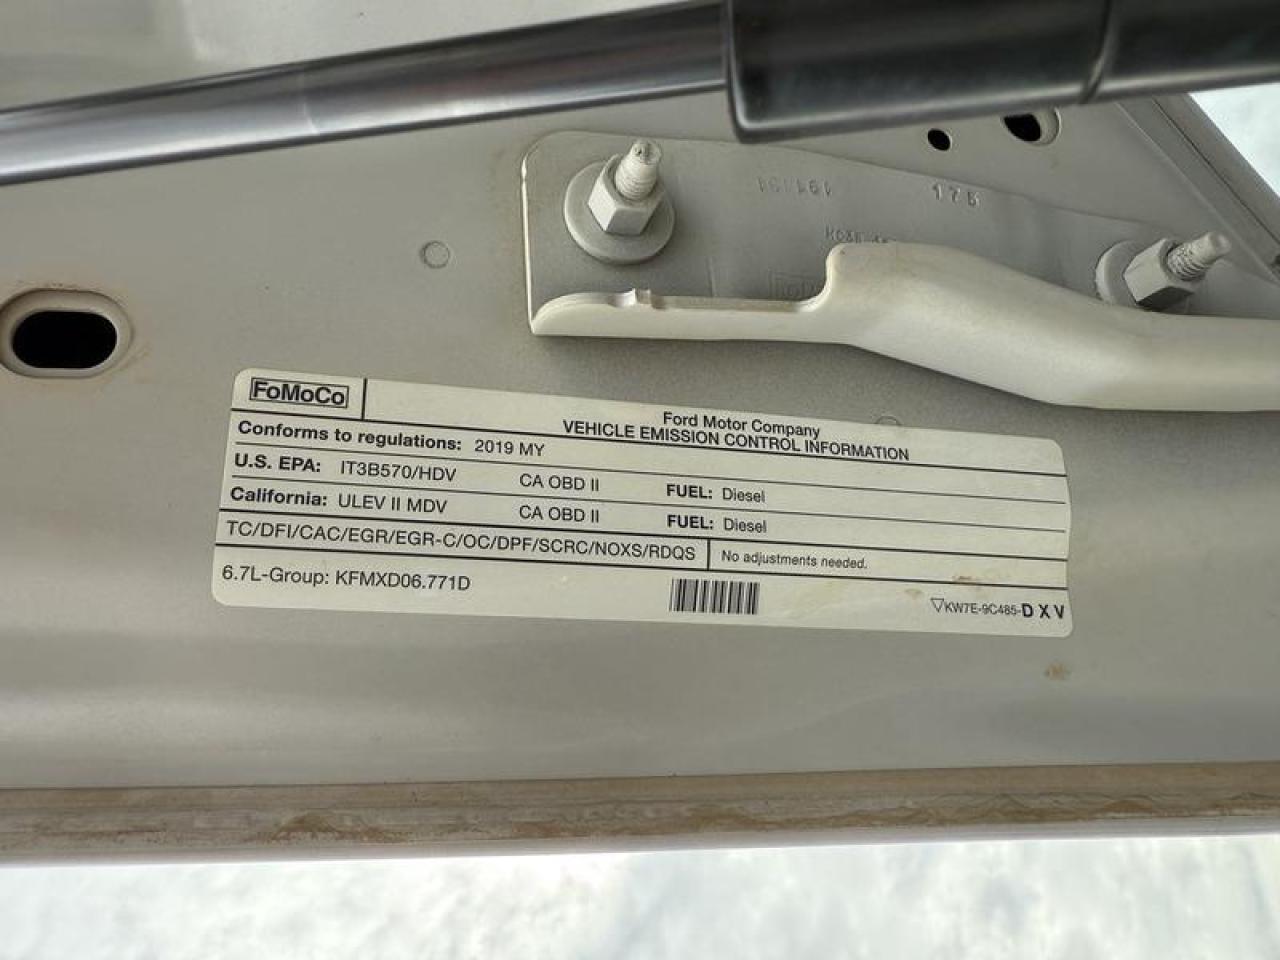 175
FoMoCo
Ford Motor Company
VEHICLE EMISSION CONTROL INFORMATION
Conforms to regulations: 2019 MY
U.S. EPA: IT3B570/HDV CA OBD II FUEL: Diesel
California: ULEV II MDV CA OBD II FUEL: Diesel
TC/DFI/CAC/EGR/EGR-C/OC/DPF/SCRC/NOXS/RDQS No adjustments needed.
6.7L-Group: KFMXD06.771D
▽KW7E-9C485-DXV